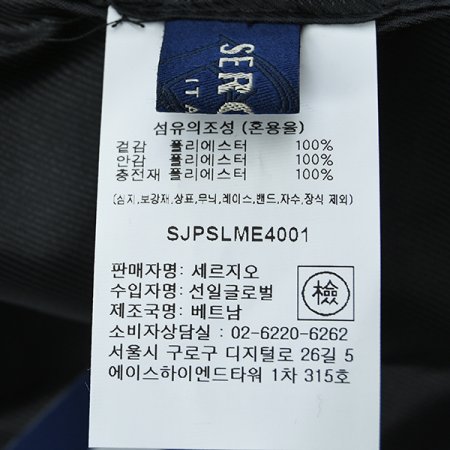 SER G
ITA
섬유의조성 (혼용율)
겉감 폴리에스터 100%
안감 폴리에스터 100%
충전재 폴리에스터 100%
(심지,보강재,상표,무늬,레이스,밴드,자수,장식 제외)
SJPSLME4001
판매자명 : 세르지오
수입자명 : 선일글로벌
제조국명 : 베트남
檢
소비자상담실 : 02-6220-6262
서울시 구로구 디지털로 26길 5
에이스하이엔드타워 1차 315호